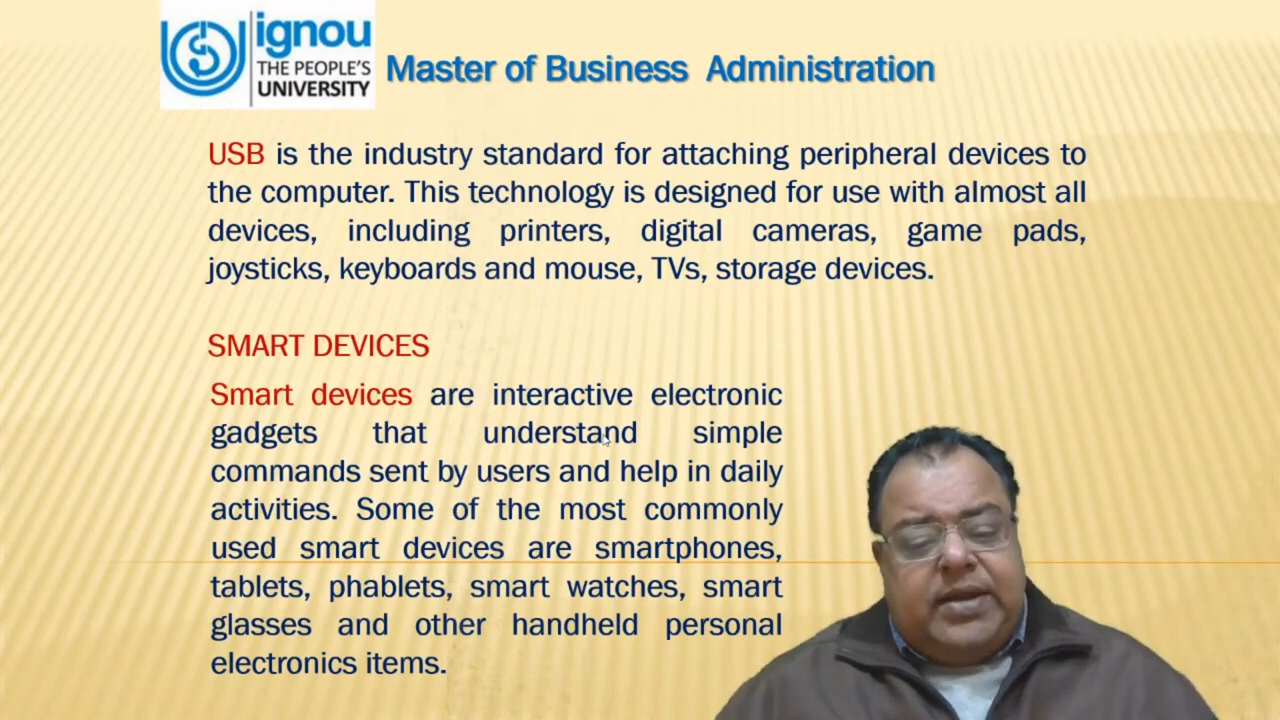 ignou
THE PEOPLE'S
UNIVERSITY
Master of Business Administration
USB is the industry standard for attaching peripheral devices to
the computer. This technology is designed for use with almost all
devices, including printers, digital cameras, game pads,
joysticks, keyboards and mouse, TVs, storage devices.
SMART DEVICES
Smart devices are interactive electronic
gadgets that understand simple
commands sent by users and help in daily
activities. Some of the most commonly
used smart devices are smartphones,
tablets, phablets, smart watches, smart
glasses and other handheld personal
electronics items.